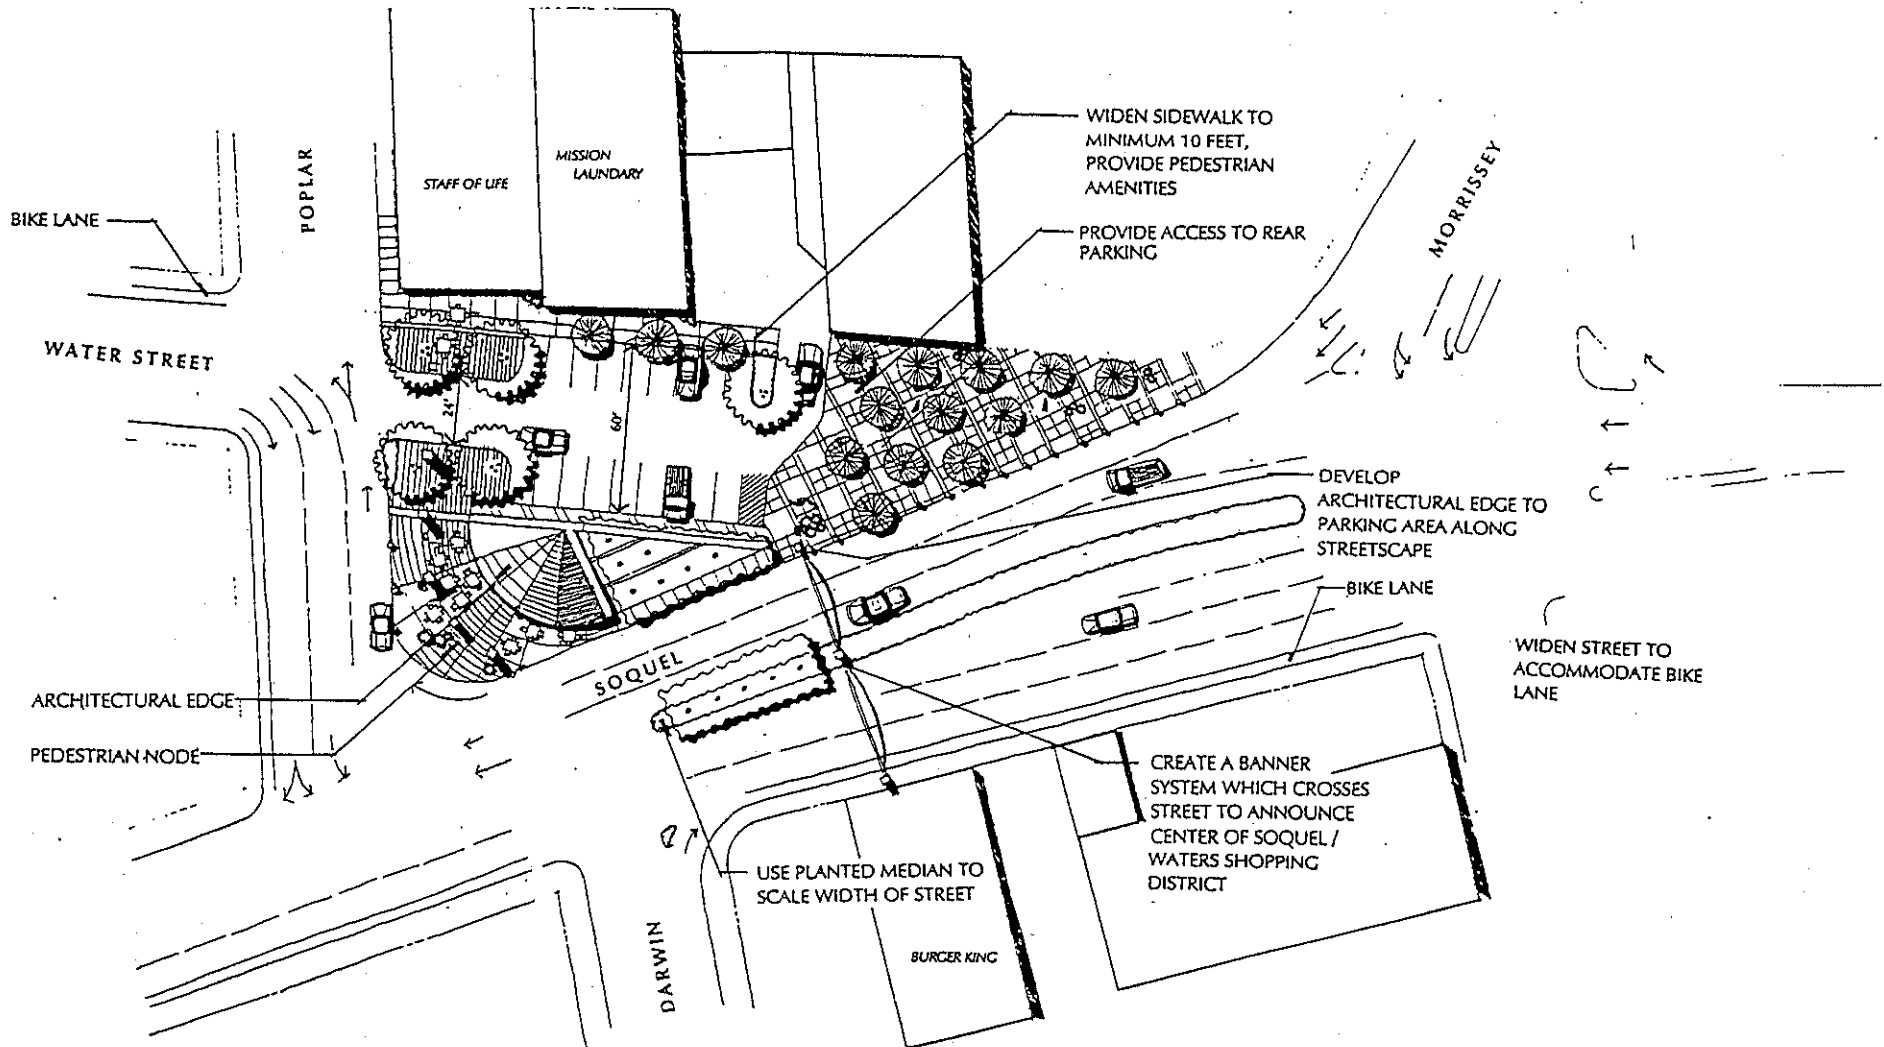 POPLAR
STAFF OF LIFE
MISSION
LAUNDARY
WIDEN SIDEWALK TO
MINIMUM 10 FEET,
PROVIDE PEDESTRIAN
AMENITIES
MORRISSEY
BIKE LANE
PROVIDE ACCESS TO REAR
PARKING
WATER STREET
24'
60'
DEVELOP
ARCHITECTURAL EDGE TO
PARKING AREA ALONG
STREETSCAPE
BIKE LANE
WIDEN STREET TO
ACCOMMODATE BIKE
LANE
SOQUEL
ARCHITECTURAL EDGE
PEDESTRIAN NODE
CREATE A BANNER
SYSTEM WHICH CROSSES
STREET TO ANNOUNCE
CENTER OF SOQUEL /
WATERS SHOPPING
DISTRICT
USE PLANTED MEDIAN TO
SCALE WIDTH OF STREET
DARWIN
BURGER KING